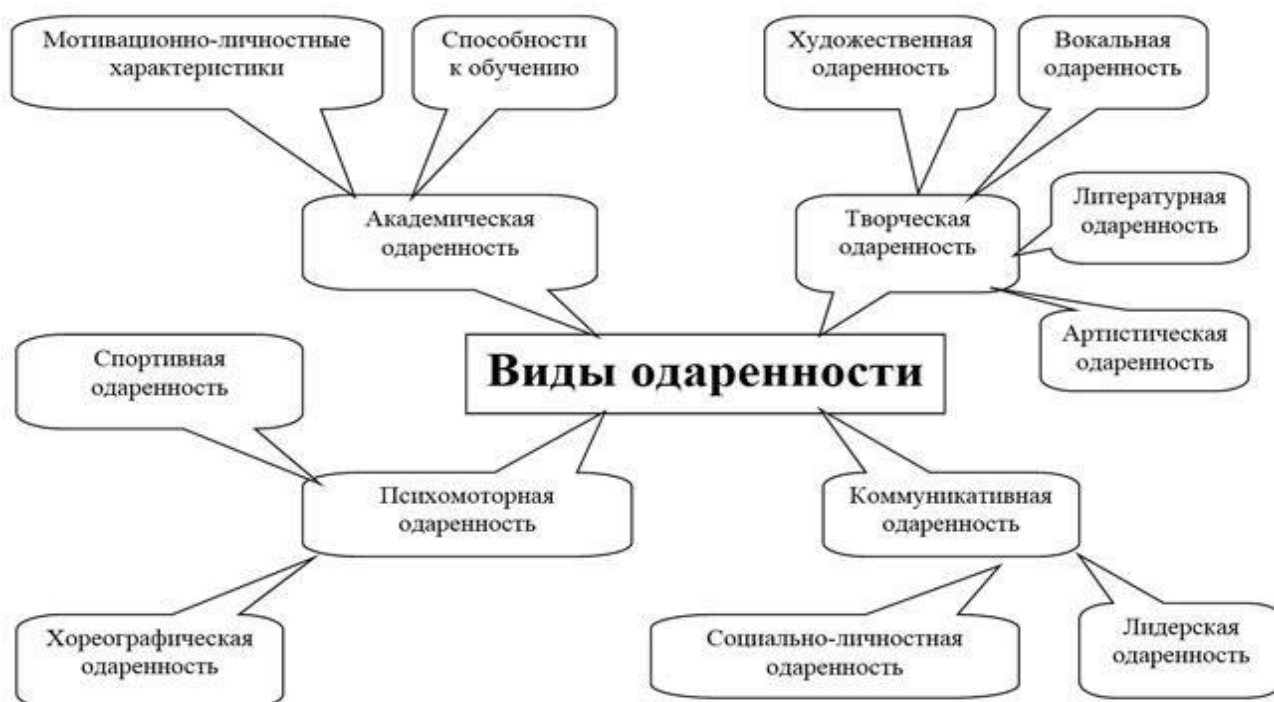 Мотивационно-личностные
характеристики
Способности
к обучению
Художественная
одаренность
Вокальная
одаренность
Академическая
одаренность
Творческая
одаренность
Литературная
одаренность
Артистическая
одаренность
Виды одаренности
Спортивная
одаренность
Психомоторная
одаренность
Коммуникативная
одаренность
Хореографическая
одаренность
Социально-личностная
одаренность
Лидерская
одаренность